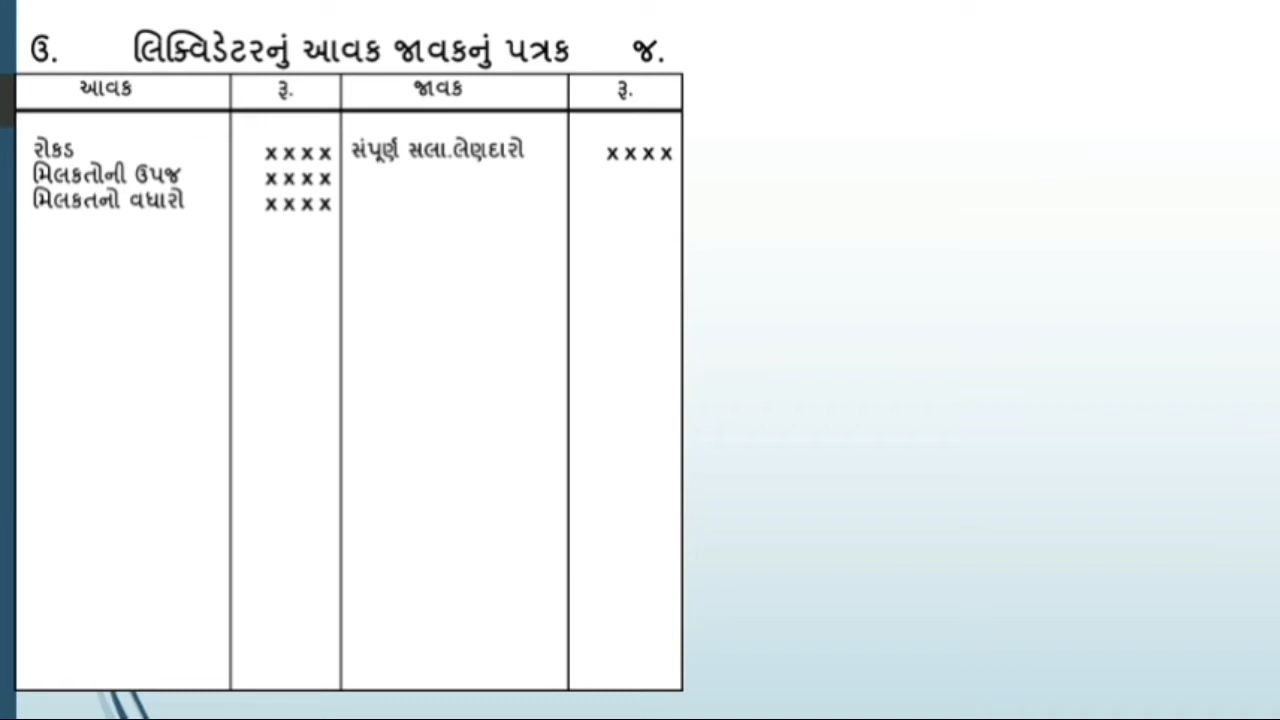 ઉ. લિક્વિડેટરનું આવક જાવકનું પત્રક જ.
આવક રૂ. જાવક રૂ.
રોકડ xxxx સંપૂર્ણ સલા.લેણદારો xxxx
મિલકતોની ઉપજ xxxx
મિલકતનો વધારો xxxx